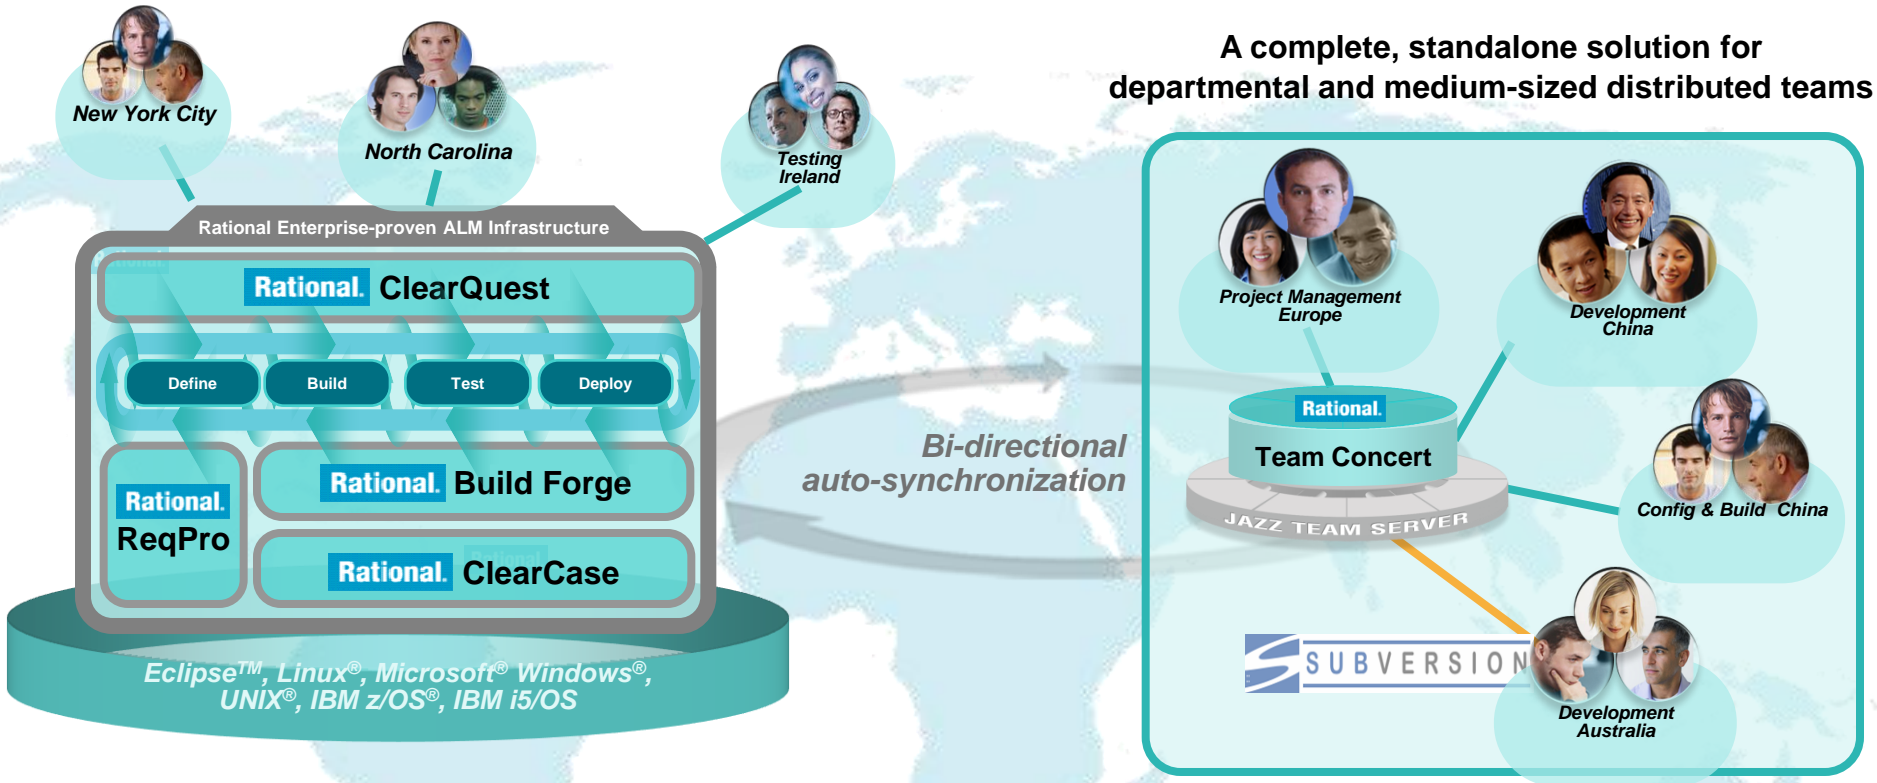 A complete, standalone solution for
departmental and medium-sized distributed teams
New York City
North Carolina
Testing
Ireland
Rational Enterprise-proven ALM Infrastructure
Rational.
Rational. ClearQuest
Define
Build
Test
Deploy
Rational.
ReqPro
Rational. Build Forge
Rational
Rational. ClearCase
Eclipse™, Linux®, Microsoft® Windows®,
UNIX®, IBM z/OS®, IBM i5/OS
Bi-directional
auto-synchronization
Project Management
Europe
Development
China
Rational.
Team Concert
JAZZ TEAM SERVER
Config & Build China
SUBVERSION
Development
Australia